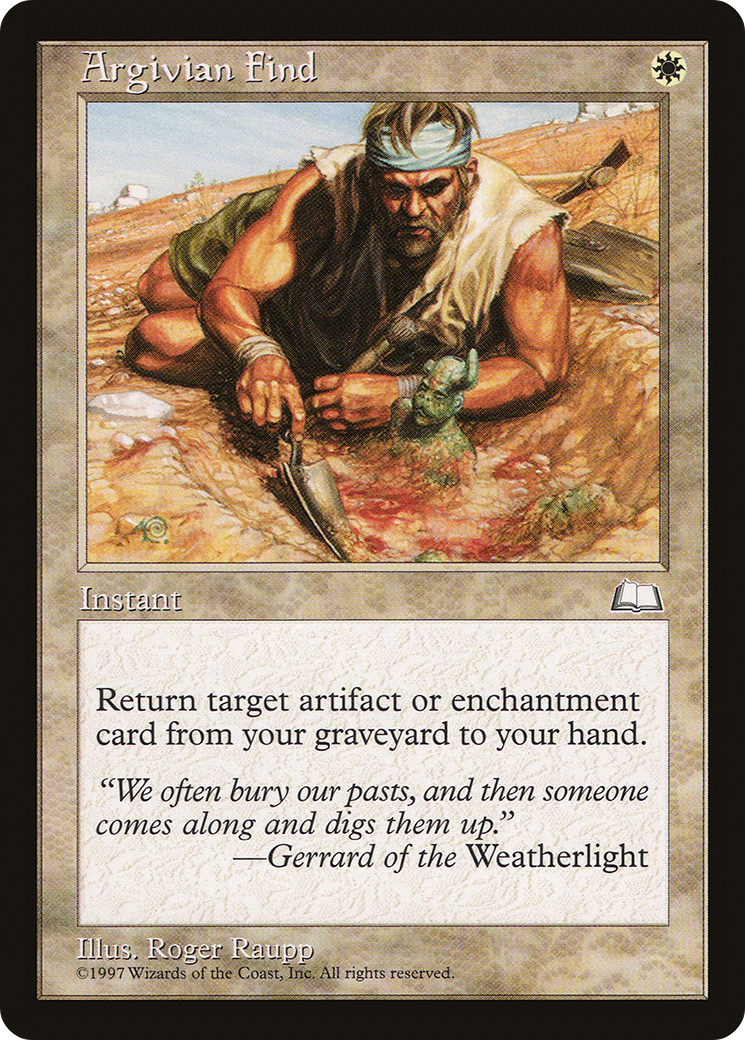 Argivian Find
Instant
Return target artifact or enchantment
card from your graveyard to your hand.
“We often bury our pasts, and then someone
comes along and digs them up.”
—Gerrard of the Weatherlight
Illus. Roger Raupp
©1997 Wizards of the Coast, Inc. All rights reserved.